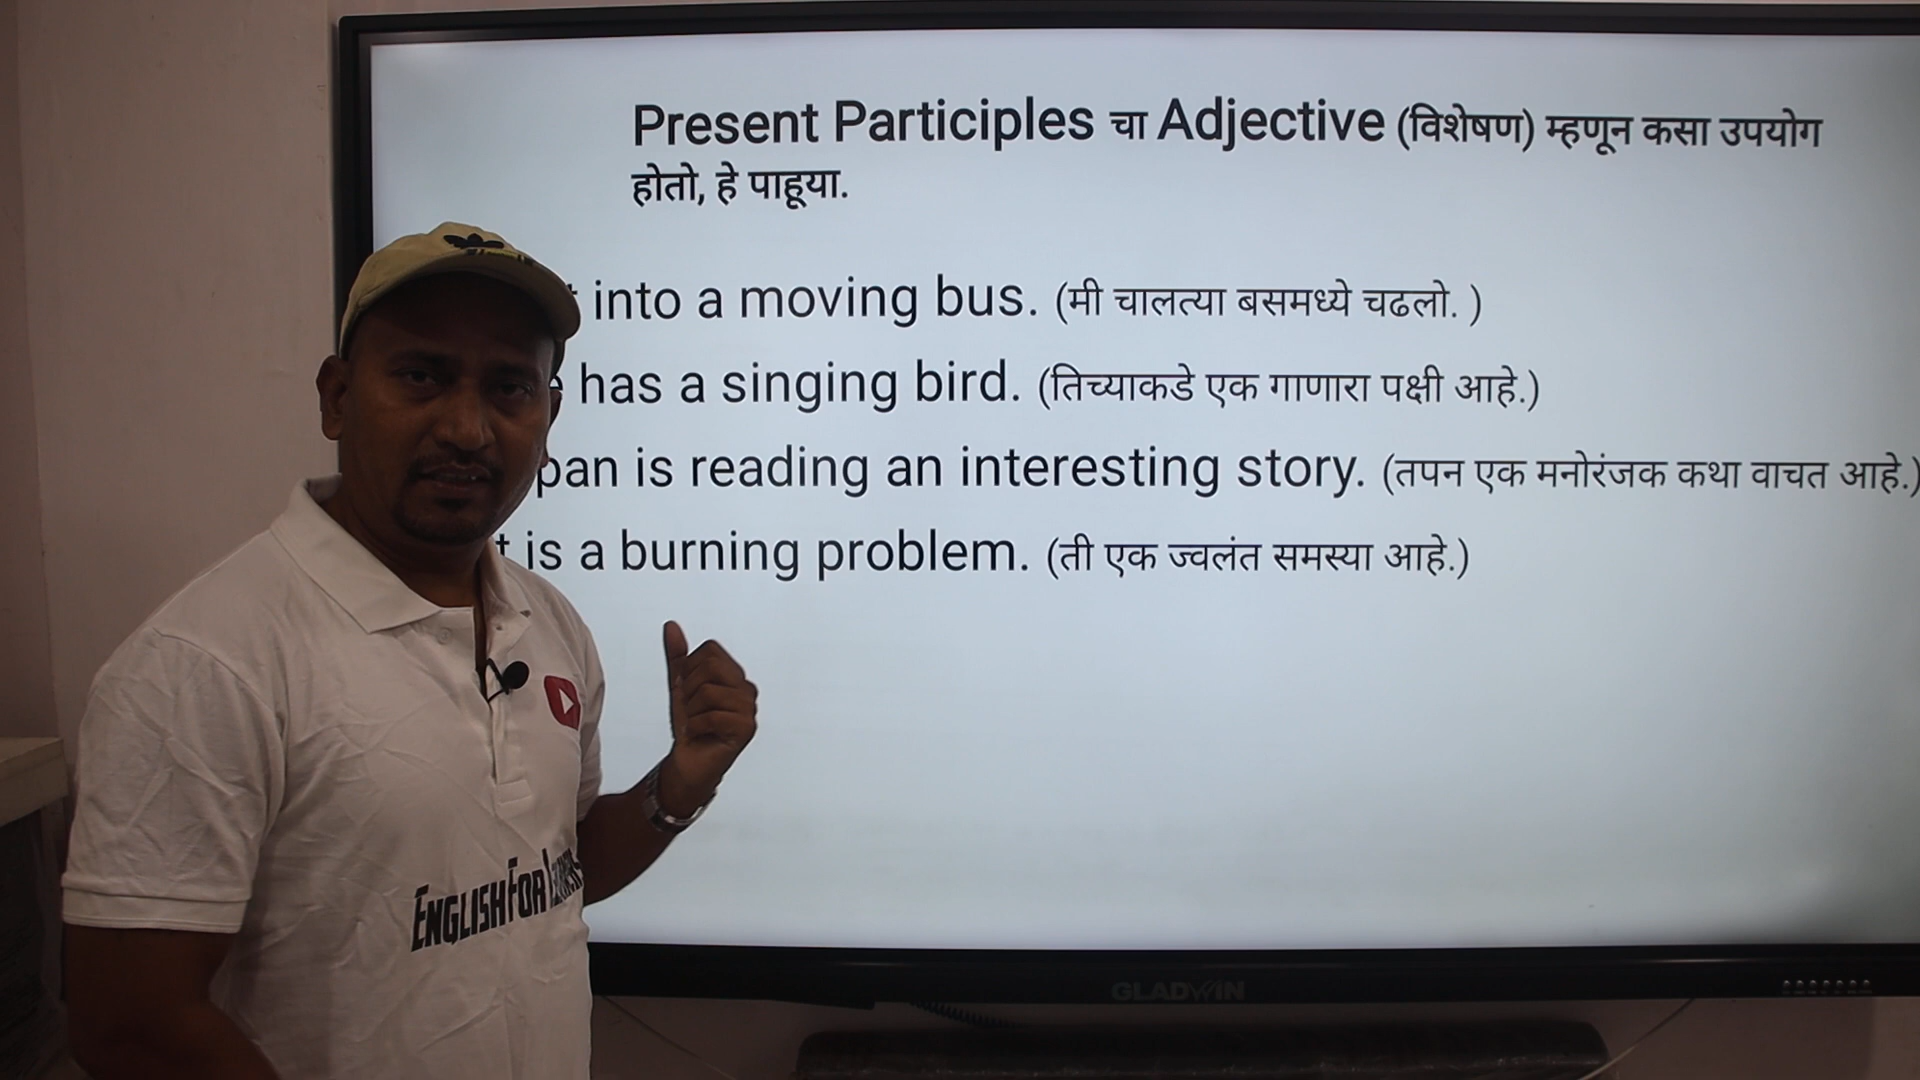 Present Participles चा Adjective (विशेषण) म्हणून कसा उपयोग
होतो, हे पाहूया.
into a moving bus. (मी चालत्या बसमध्ये चढलो. )
has a singing bird. (तिच्याकडे एक गाणारा पक्षी आहे.)
pan is reading an interesting story. (तपन एक मनोरंजक कथा वाचत आहे.)
is a burning problem. (ती एक ज्वलंत समस्या आहे.)
ENGLISH FOR
GLADWIN